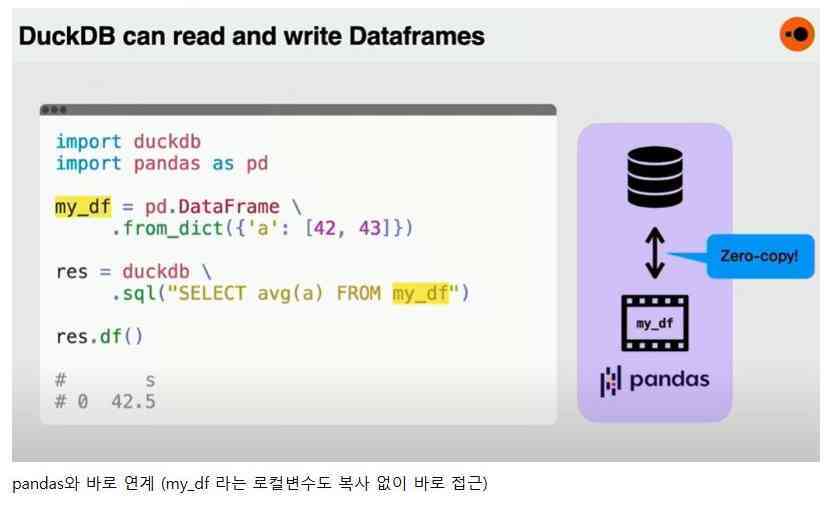 DuckDB can read and write Dataframes
import duckdb
import pandas as pd
my_df = pd.DataFrame \
.from_dict({'a': [42, 43]})
res = duckdb \
.sql("SELECT avg(a) FROM my_df")
res.df()
# s
# 0 42.5
Zero-copy!
my_df
pandas
pandas와 바로 연계 (my_df 라는 로컬변수도 복사 없이 바로 접근)